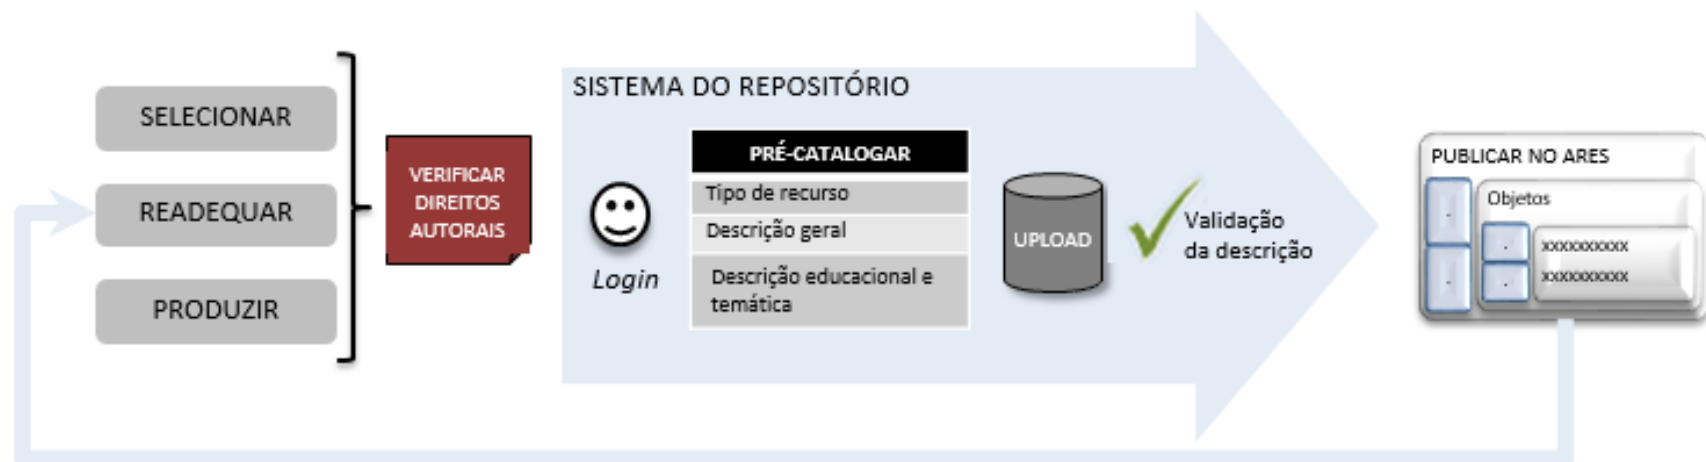 SELECIONAR
READEQUAR
PRODUZIR
VERIFICAR
DIREITOS
AUTORAIS
SISTEMA DO REPOSITÓRIO
Login
PRÉ-CATALOGAR
Tipo de recurso
Descrição geral
Descrição educacional e
temática
UPLOAD
Validação
da descrição
PUBLICAR NO ARES
Objetos
.
.
.
.
xxxxxxxxxx
xxxxxxxxxx